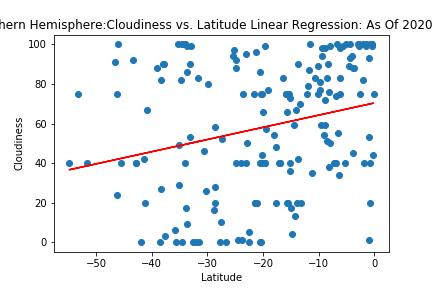 hern Hemisphere:Cloudiness vs. Latitude Linear Regression: As Of 2020
100
80
60
40
20
0
Cloudiness
−50 −40 −30 −20 −10 0
Latitude